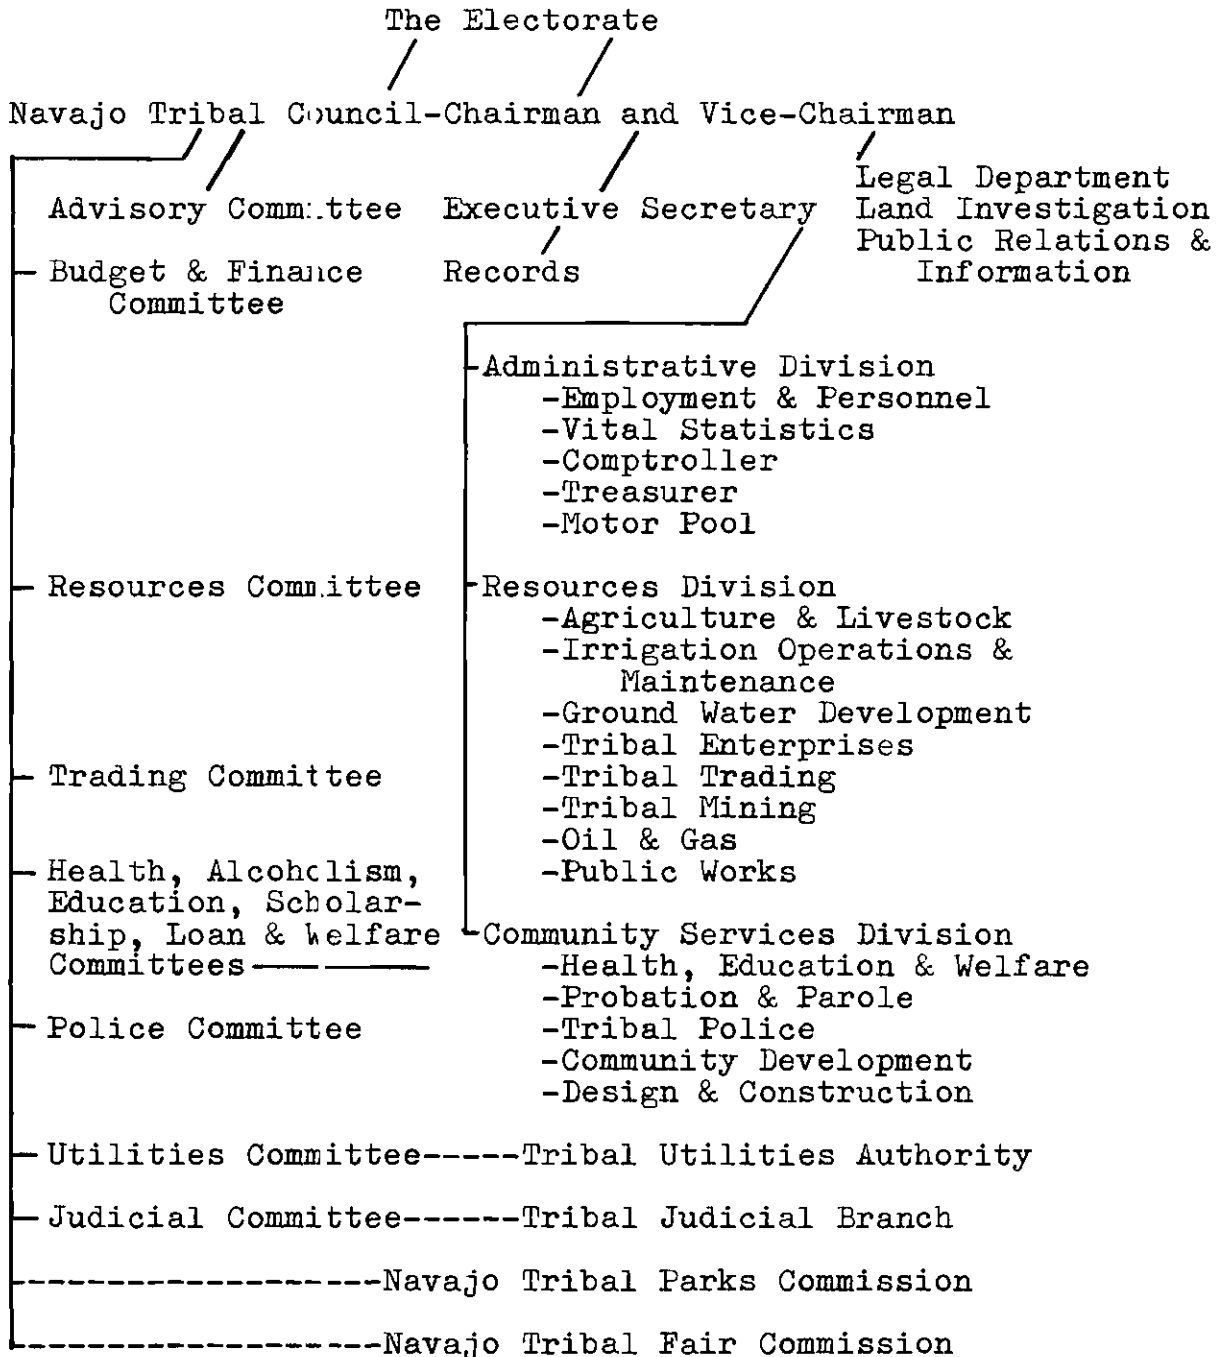 The Electorate
Navajo Tribal Council-Chairman and Vice-Chairman
Advisory Committee
Executive Secretary
Legal Department
Land Investigation
Public Relations &
Information
Budget & Finance
Committee
Records
Administrative Division
-Employment & Personnel
-Vital Statistics
-Comptroller
-Treasurer
-Motor Pool
Resources Committee
Resources Division
-Agriculture & Livestock
-Irrigation Operations &
Maintenance
-Ground Water Development
-Tribal Enterprises
Trading Committee
-Tribal Trading
-Tribal Mining
-Oil & Gas
-Public Works
Health, Alcoholism,
Education, Scholar-
ship, Loan & Welfare
Committees
Community Services Division
-Health, Education & Welfare
-Probation & Parole
Police Committee
-Tribal Police
-Community Development
-Design & Construction
Utilities Committee-----Tribal Utilities Authority
Judicial Committee------Tribal Judicial Branch
Navajo Tribal Parks Commission
Navajo Tribal Fair Commission